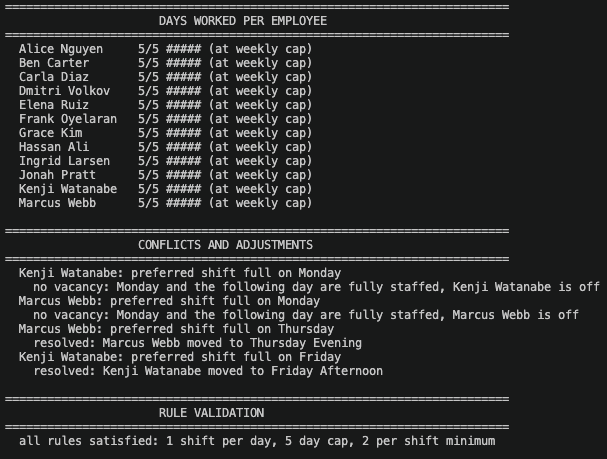 ========================================================================
DAYS WORKED PER EMPLOYEE
========================================================================
Alice Nguyen     5/5 ##### (at weekly cap)
Ben Carter       5/5 ##### (at weekly cap)
Carla Diaz       5/5 ##### (at weekly cap)
Dmitri Volkov    5/5 ##### (at weekly cap)
Elena Ruiz       5/5 ##### (at weekly cap)
Frank Oyelaran   5/5 ##### (at weekly cap)
Grace Kim        5/5 ##### (at weekly cap)
Hassan Ali       5/5 ##### (at weekly cap)
Ingrid Larsen    5/5 ##### (at weekly cap)
Jonah Pratt      5/5 ##### (at weekly cap)
Kenji Watanabe   5/5 ##### (at weekly cap)
Marcus Webb      5/5 ##### (at weekly cap)
========================================================================
CONFLICTS AND ADJUSTMENTS
========================================================================
Kenji Watanabe: preferred shift full on Monday
no vacancy: Monday and the following day are fully staffed, Kenji Watanabe is off
Marcus Webb: preferred shift full on Monday
no vacancy: Monday and the following day are fully staffed, Marcus Webb is off
Marcus Webb: preferred shift full on Thursday
resolved: Marcus Webb moved to Thursday Evening
Kenji Watanabe: preferred shift full on Friday
resolved: Kenji Watanabe moved to Friday Afternoon
========================================================================
RULE VALIDATION
========================================================================
all rules satisfied: 1 shift per day, 5 day cap, 2 per shift minimum